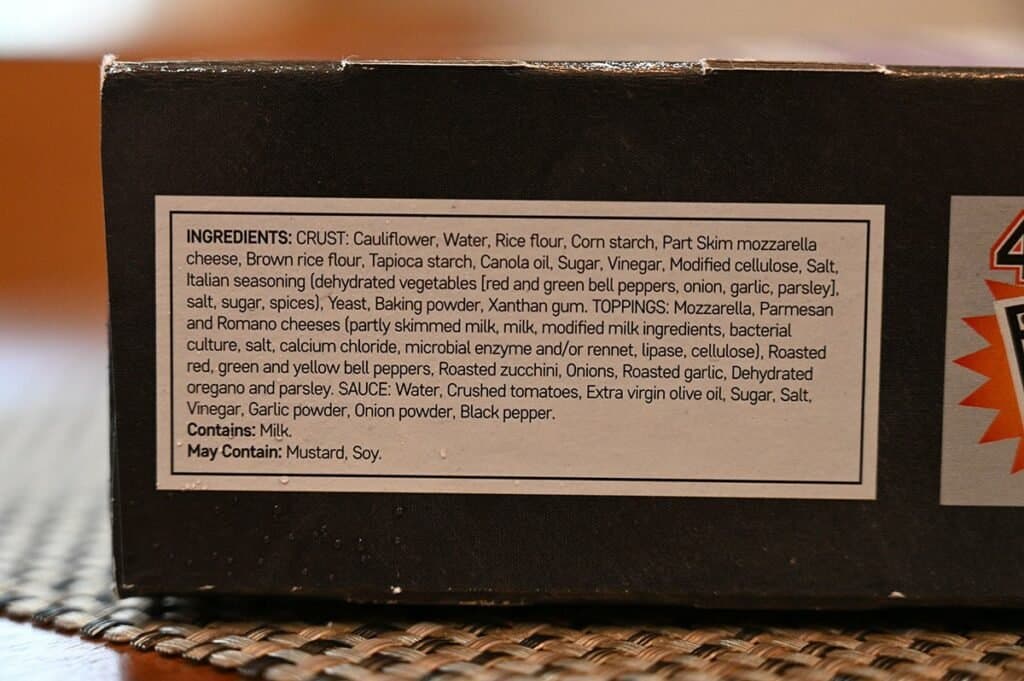 INGREDIENTS: CRUST: Cauliflower, Water, Rice flour, Corn starch, Part Skim mozzarella
cheese, Brown rice flour, Tapioca starch, Canola oil, Sugar, Vinegar, Modified cellulose, Salt,
Italian seasoning (dehydrated vegetables [red and green bell peppers, onion, garlic, parsley],
salt, sugar, spices), Yeast, Baking powder, Xanthan gum. TOPPINGS: Mozzarella, Parmesan
and Romano cheeses (partly skimmed milk, milk, modified milk ingredients, bacterial
culture, salt, calcium chloride, microbial enzyme and/or rennet, lipase, cellulose), Roasted
red, green and yellow bell peppers, Roasted zucchini, Onions, Roasted garlic, Dehydrated
oregano and parsley. SAUCE: Water, Crushed tomatoes, Extra virgin olive oil, Sugar, Salt,
Vinegar, Garlic powder, Onion powder, Black pepper.
Contains: Milk.
May Contain: Mustard, Soy.
4